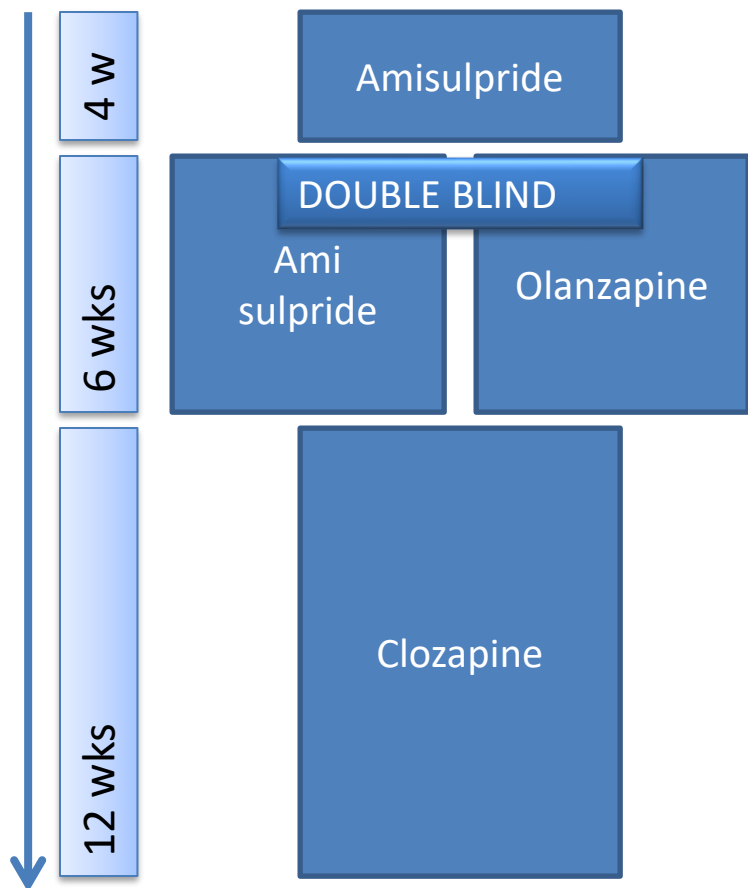 4 w
Amisulpride
DOUBLE BLIND
6 wks
Ami
sulpride
Olanzapine
12 wks
Clozapine